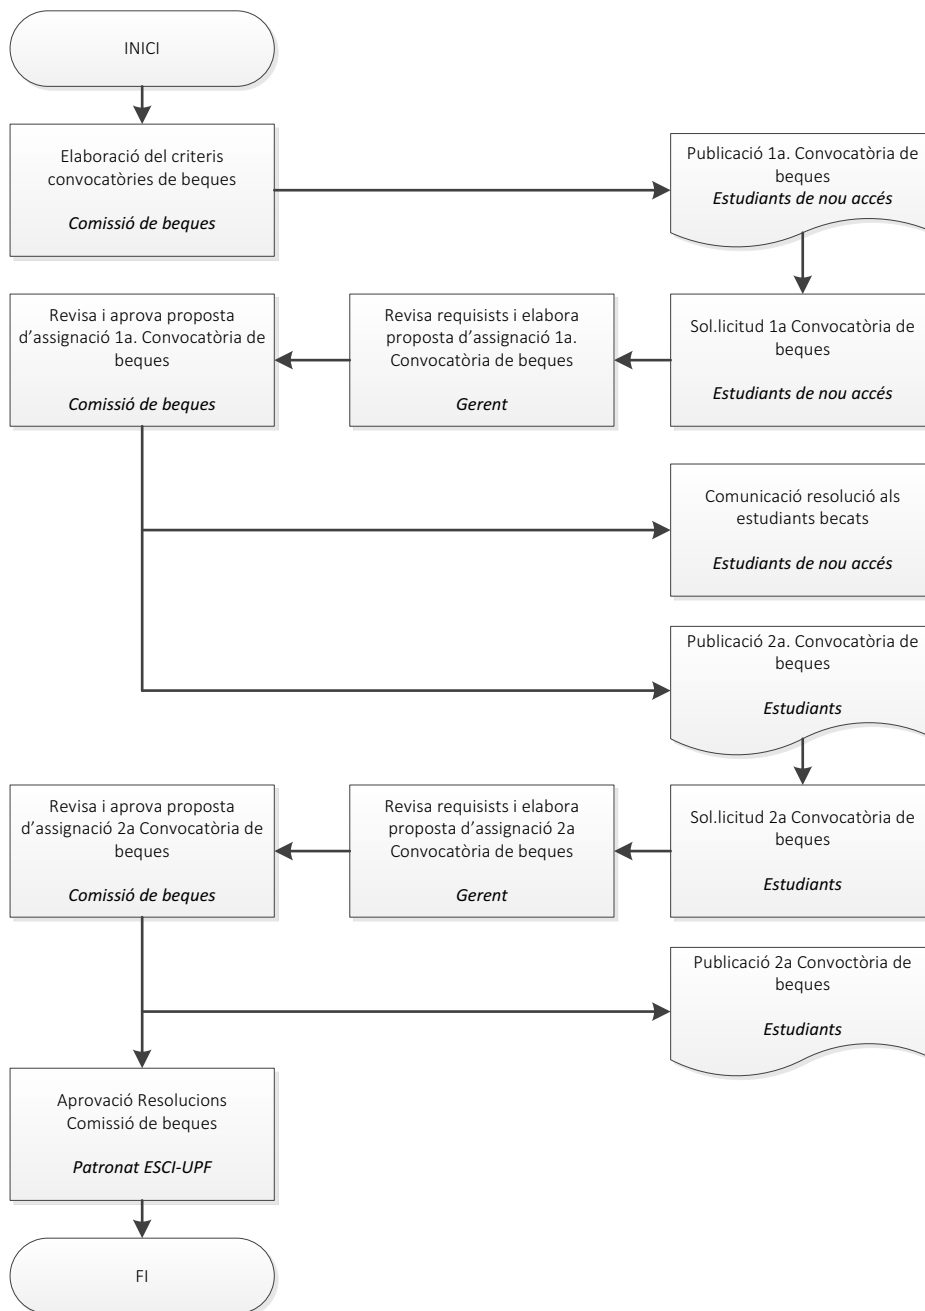 INICI
Elaboració del criteris
convocatòries de beques
Comissió de beques
Publicació 1a. Convocatòria de
beques
Estudiants de nou accés
Revisa i aprova proposta
d’assignació 1a. Convocatòria de
beques
Comissió de beques
Revisa requisists i elabora
proposta d’assignació 1a.
Convocatòria de beques
Gerent
Sol.licitud 1a Convocatòria de
beques
Estudiants de nou accés
Comunicació resolució als
estudiants becats
Estudiants de nou accés
Publicació 2a. Convocatòria de
beques
Estudiants
Revisa i aprova proposta
d’assignació 2a Convocatòria de
beques
Comissió de beques
Revisa requisists i elabora
proposta d’assignació 2a
Convocatòria de beques
Gerent
Sol.licitud 2a Convocatòria de
beques
Estudiants
Publicació 2a Convoctòria de
beques
Estudiants
Aprovació Resolucions
Comissió de beques
Patronat ESCI-UPF
FI